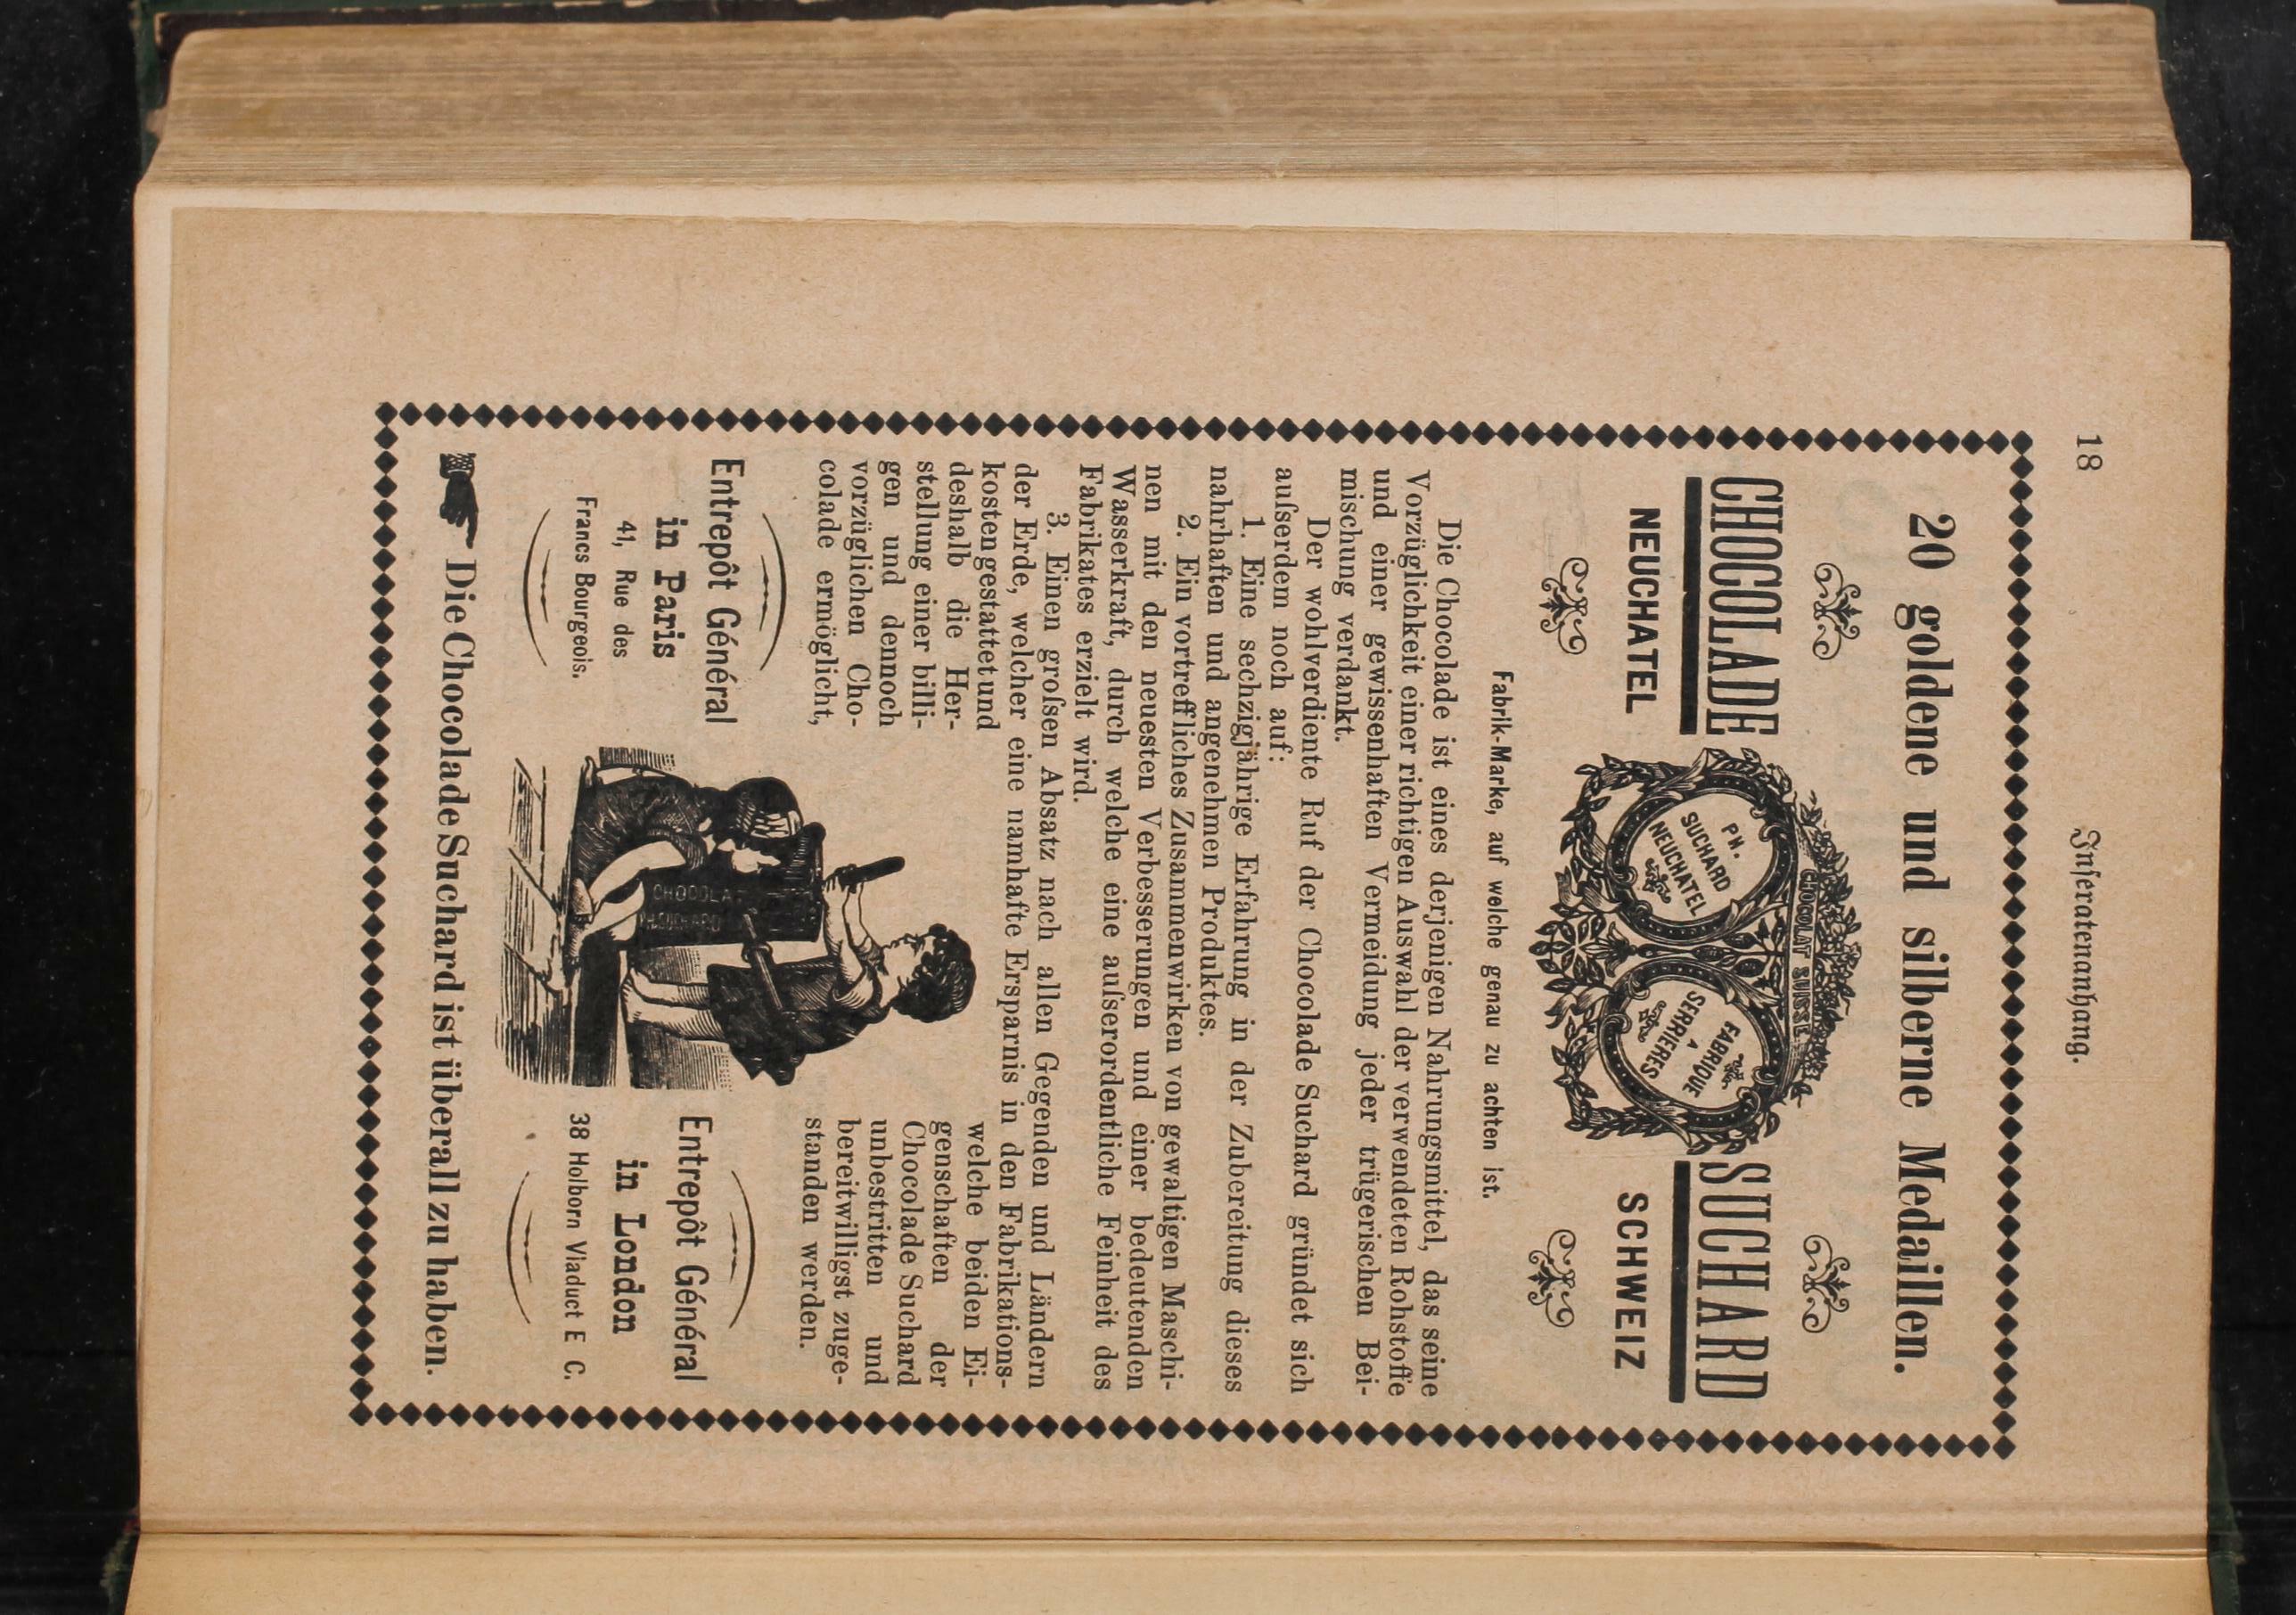 18
Inseratenanhang.
20 goldene und silberne Medaillen.
CHOCOLADE
SUCHARD
NEUCHATEL
SCHWEIZ
CHOCOLAT SUISSE
PH.
SUCHARD
NEUCHATEL
FABRIQUE
A
SERRIERES
Fabrik-Marke, auf welche genau zu achten ist.
Die Chocolade ist eines derjenigen Nahrungsmittel, das seine
Vorzüglichkeit einer richtigen Auswahl der verwendeten Rohstoffe
und einer gewissenhaften Vermeidung jeder trügerischen Bei-
mischung verdankt.
Der wohlverdiente Ruf der Chocolade Suchard gründet sich
auſserdem noch auf:
1. Eine sechzigjährige Erfahrung in der Zubereitung dieses
nahrhaften und angenehmen Produktes.
2. Ein vortreffliches Zusammenwirken von gewaltigen Maschi-
nen mit den neuesten Verbesserungen und einer bedeutenden
Wasserkraft, durch welche eine auſserordentliche Feinheit des
Fabrikates erzielt wird.
3. Einen groſsen Absatz nach allen Gegenden und Ländern
der Erde, welcher eine namhafte Ersparnis in den Fabrikations-
kosten gestattet und
deshalb die Her-
stellung einer billi-
gen und dennoch
vorzüglichen Cho-
colade ermöglicht,
welche beiden Ei-
genschaften der
Chocolade Suchard
unbestritten und
bereitwilligst zuge-
standen werden.
CHOCOLAT
PH. SUCHARD
Entrepôt Général
in Paris
41, Rue des
Francs Bourgeois.
Entrepôt Général
in London
38 Holborn Viaduct E C.
Die Chocolade Suchard ist überall zu haben.